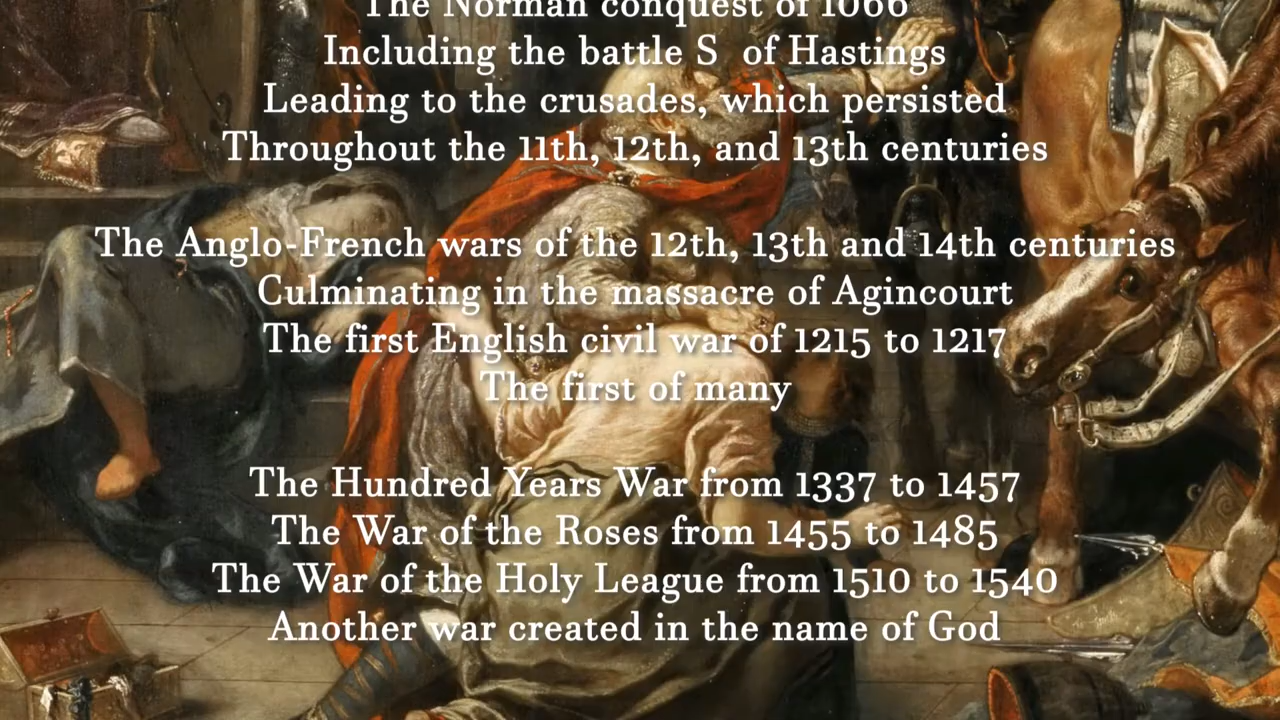 The Norman conquest of 1066
Including the battle S of Hastings
Leading to the crusades, which persisted
Throughout the 11th, 12th, and 13th centuries
The Anglo-French wars of the 12th, 13th and 14th centuries
Culminating in the massacre of Agincourt
The first English civil war of 1215 to 1217
The first of many
The Hundred Years War from 1337 to 1457
The War of the Roses from 1455 to 1485
The War of the Holy League from 1510 to 1540
Another war created in the name of God